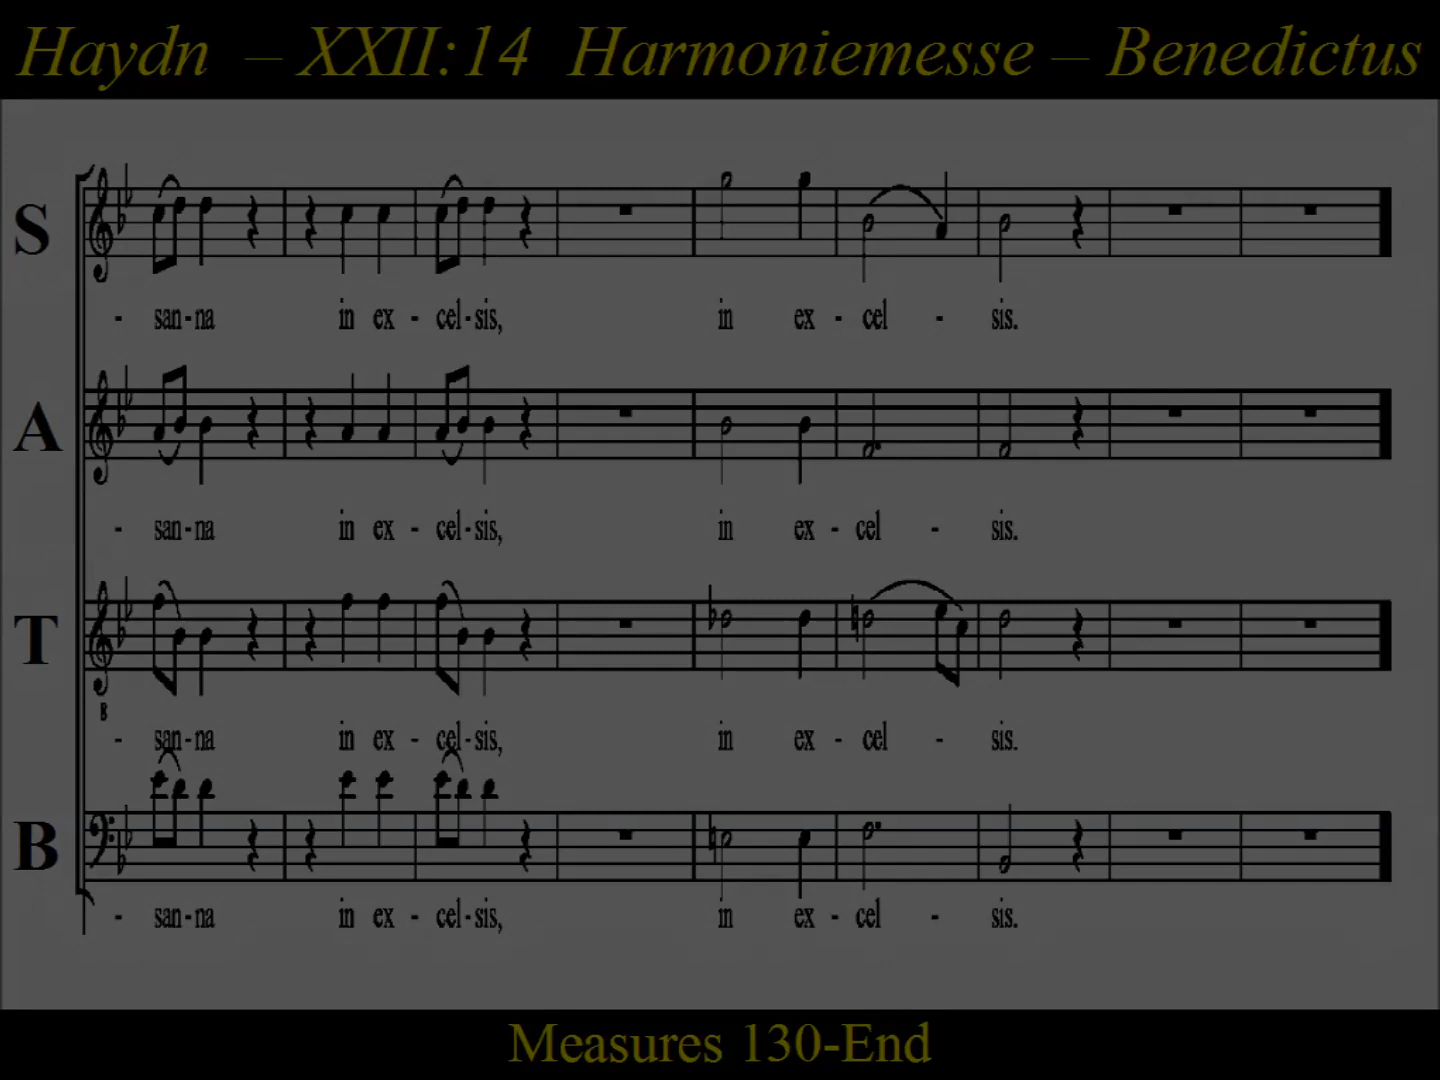 Haydn – XXII:14 Harmoniemesse – Benedictus
S
- san-na in ex - cel-sis, in ex - cel - sis.
A
- san-na in ex - cel-sis, in ex - cel - sis.
T
8
- san-na in ex - cel-sis, in ex - cel - sis.
B
- san-na in ex - cel-sis, in ex - cel - sis.
Measures 130-End